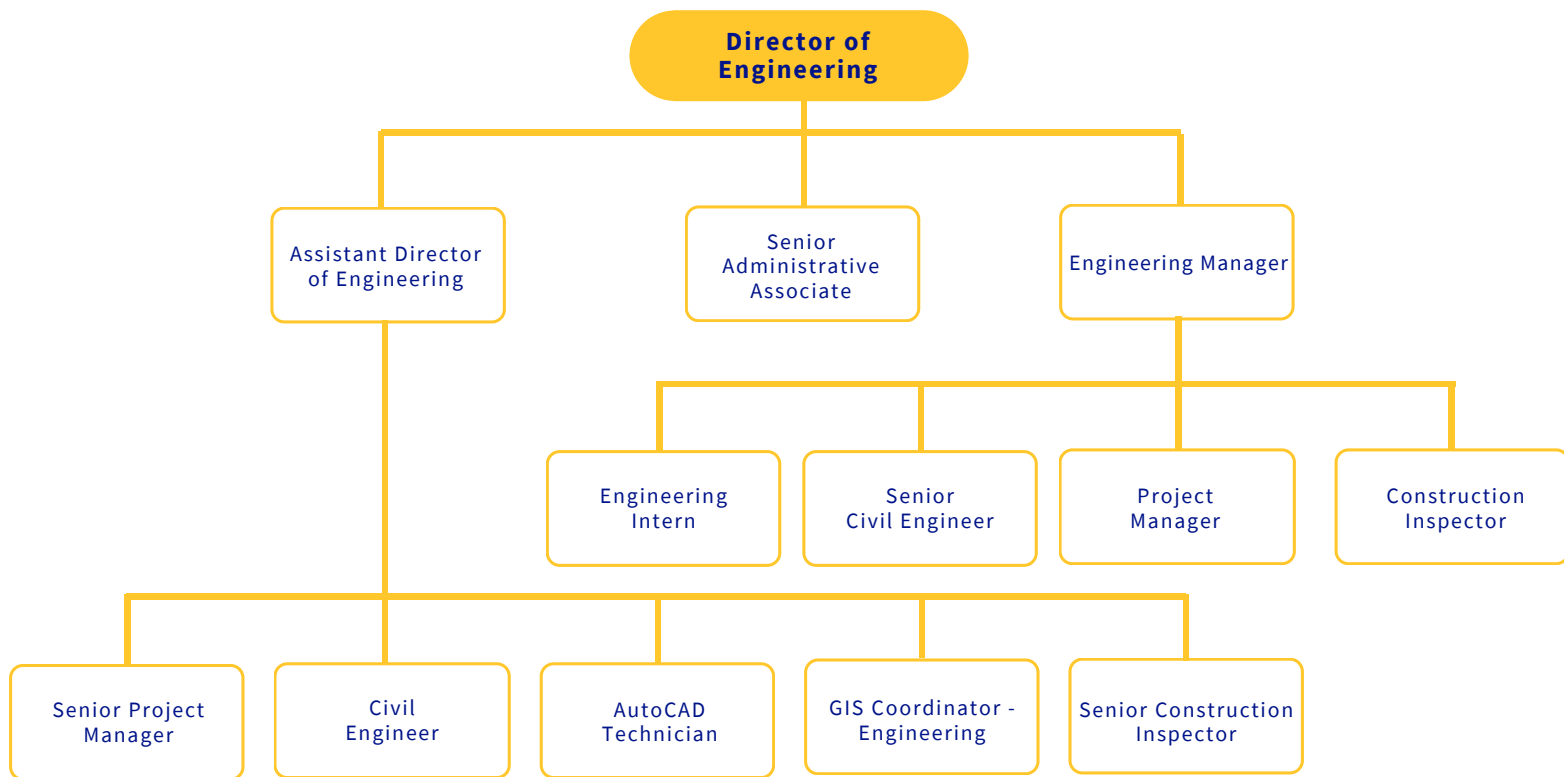 Director of
Engineering
Assistant Director
of Engineering
Senior
Administrative
Associate
Engineering Manager
Engineering
Intern
Senior
Civil Engineer
Project
Manager
Construction
Inspector
Senior Project
Manager
Civil
Engineer
AutoCAD
Technician
GIS Coordinator -
Engineering
Senior Construction
Inspector